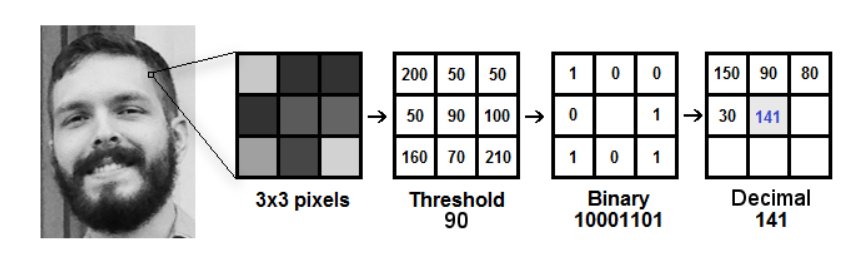 200 50 50
50 90 100
160 70 210
1 0 0
0 1
1 0 1
150 90 80
30 141
3x3 pixels
Threshold
90
Binary
10001101
Decimal
141